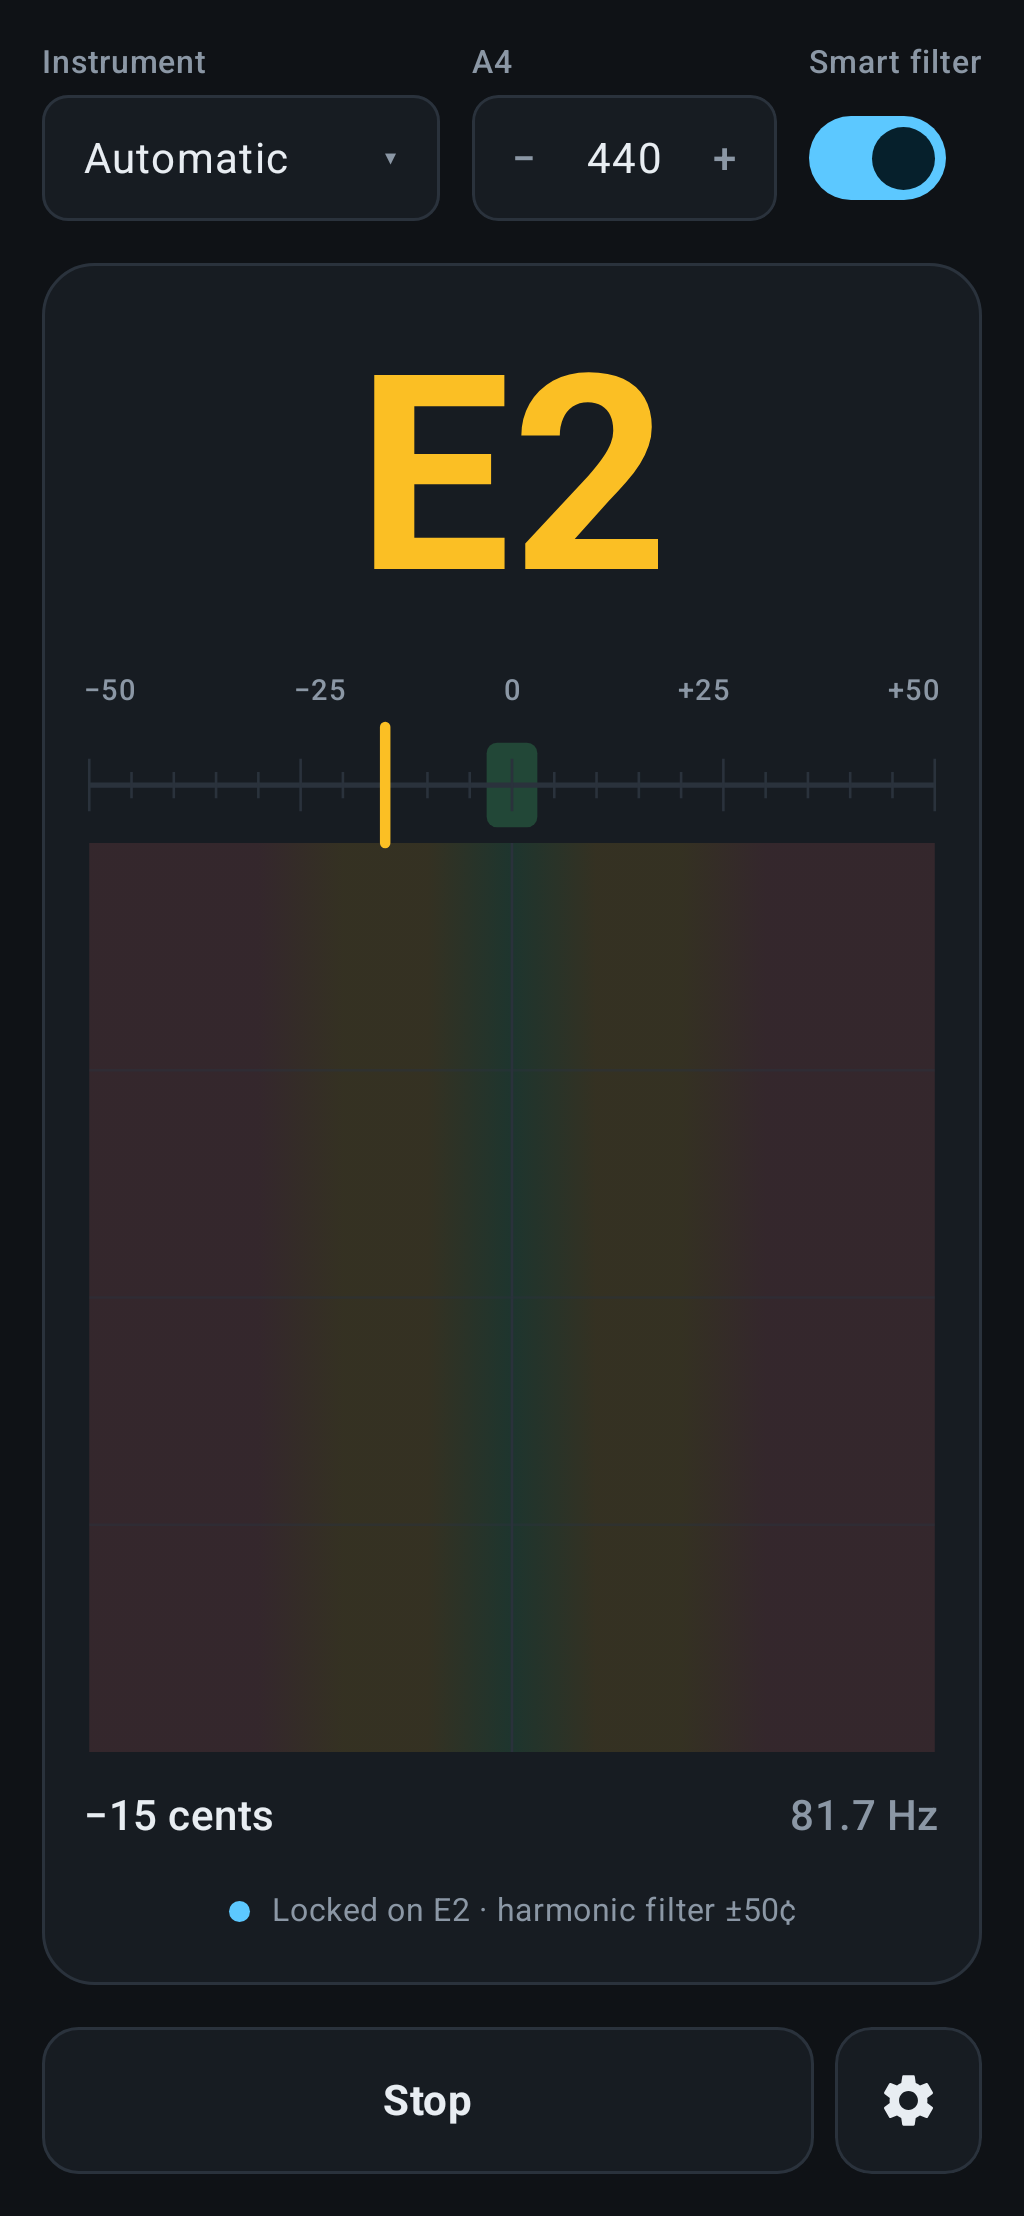 Instrument
A4
Smart filter
Automatic ▾
− 440 +
E2
−50 −25 0 +25 +50
−15 cents
81.7 Hz
Locked on E2 · harmonic filter ±50¢
Stop